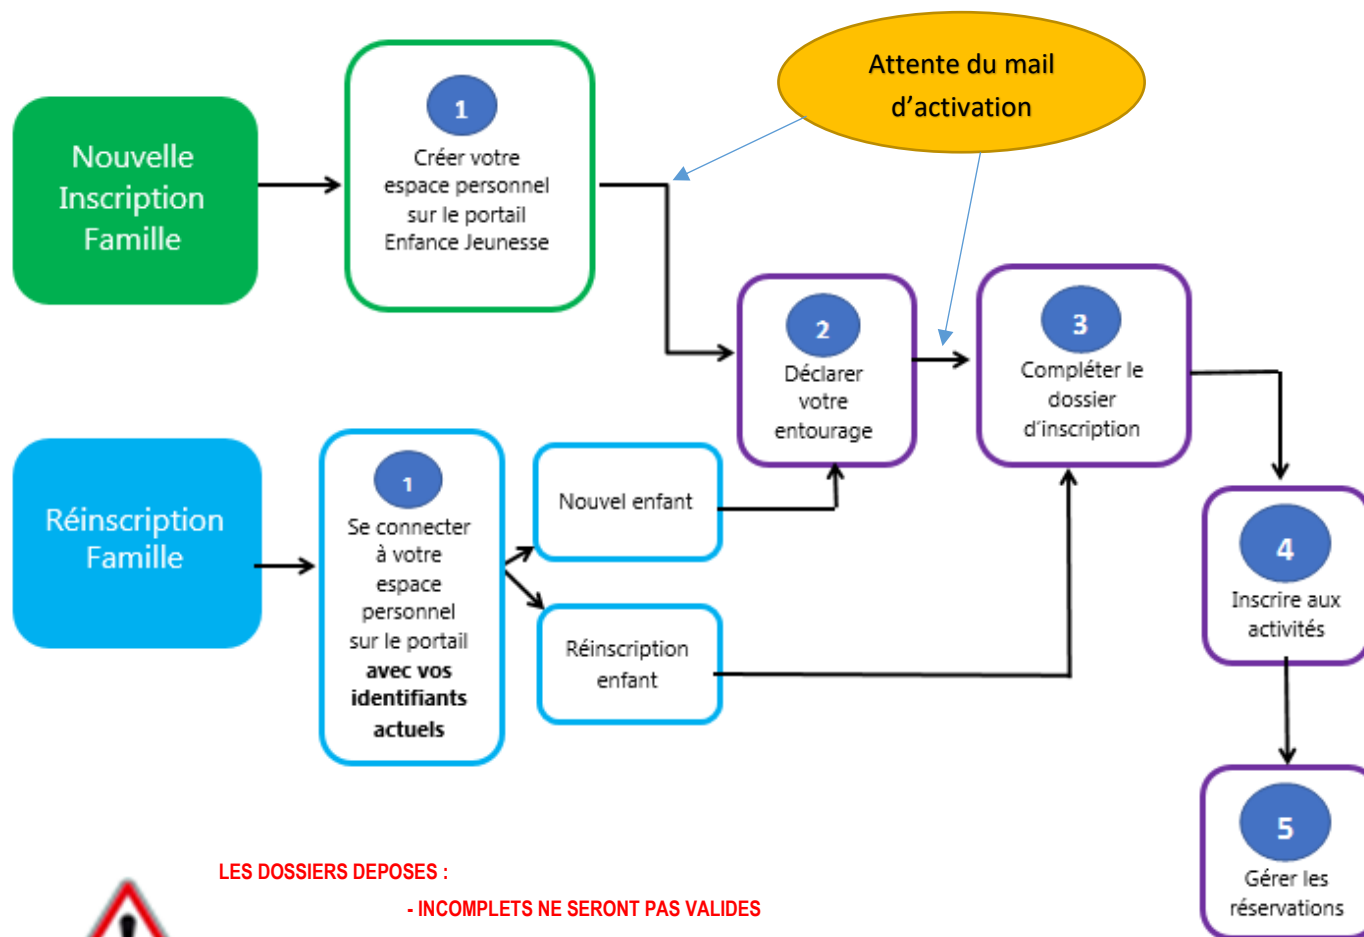 Attente du mail
d’activation
Nouvelle
Inscription
Famille
1
Créer votre
espace personnel
sur le portail
Enfance Jeunesse
2
Déclarer
votre
entourage
3
Compléter le
dossier
d’inscription
Réinscription
Famille
1
Se connecter
à votre
espace
personnel
sur le portail
avec vos
identifiants
actuels
Nouvel enfant
Réinscription
enfant
4
Inscrire aux
activités
5
Gérer les
réservations
LES DOSSIERS DEPOSES :
- INCOMPLETS NE SERONT PAS VALIDES
!